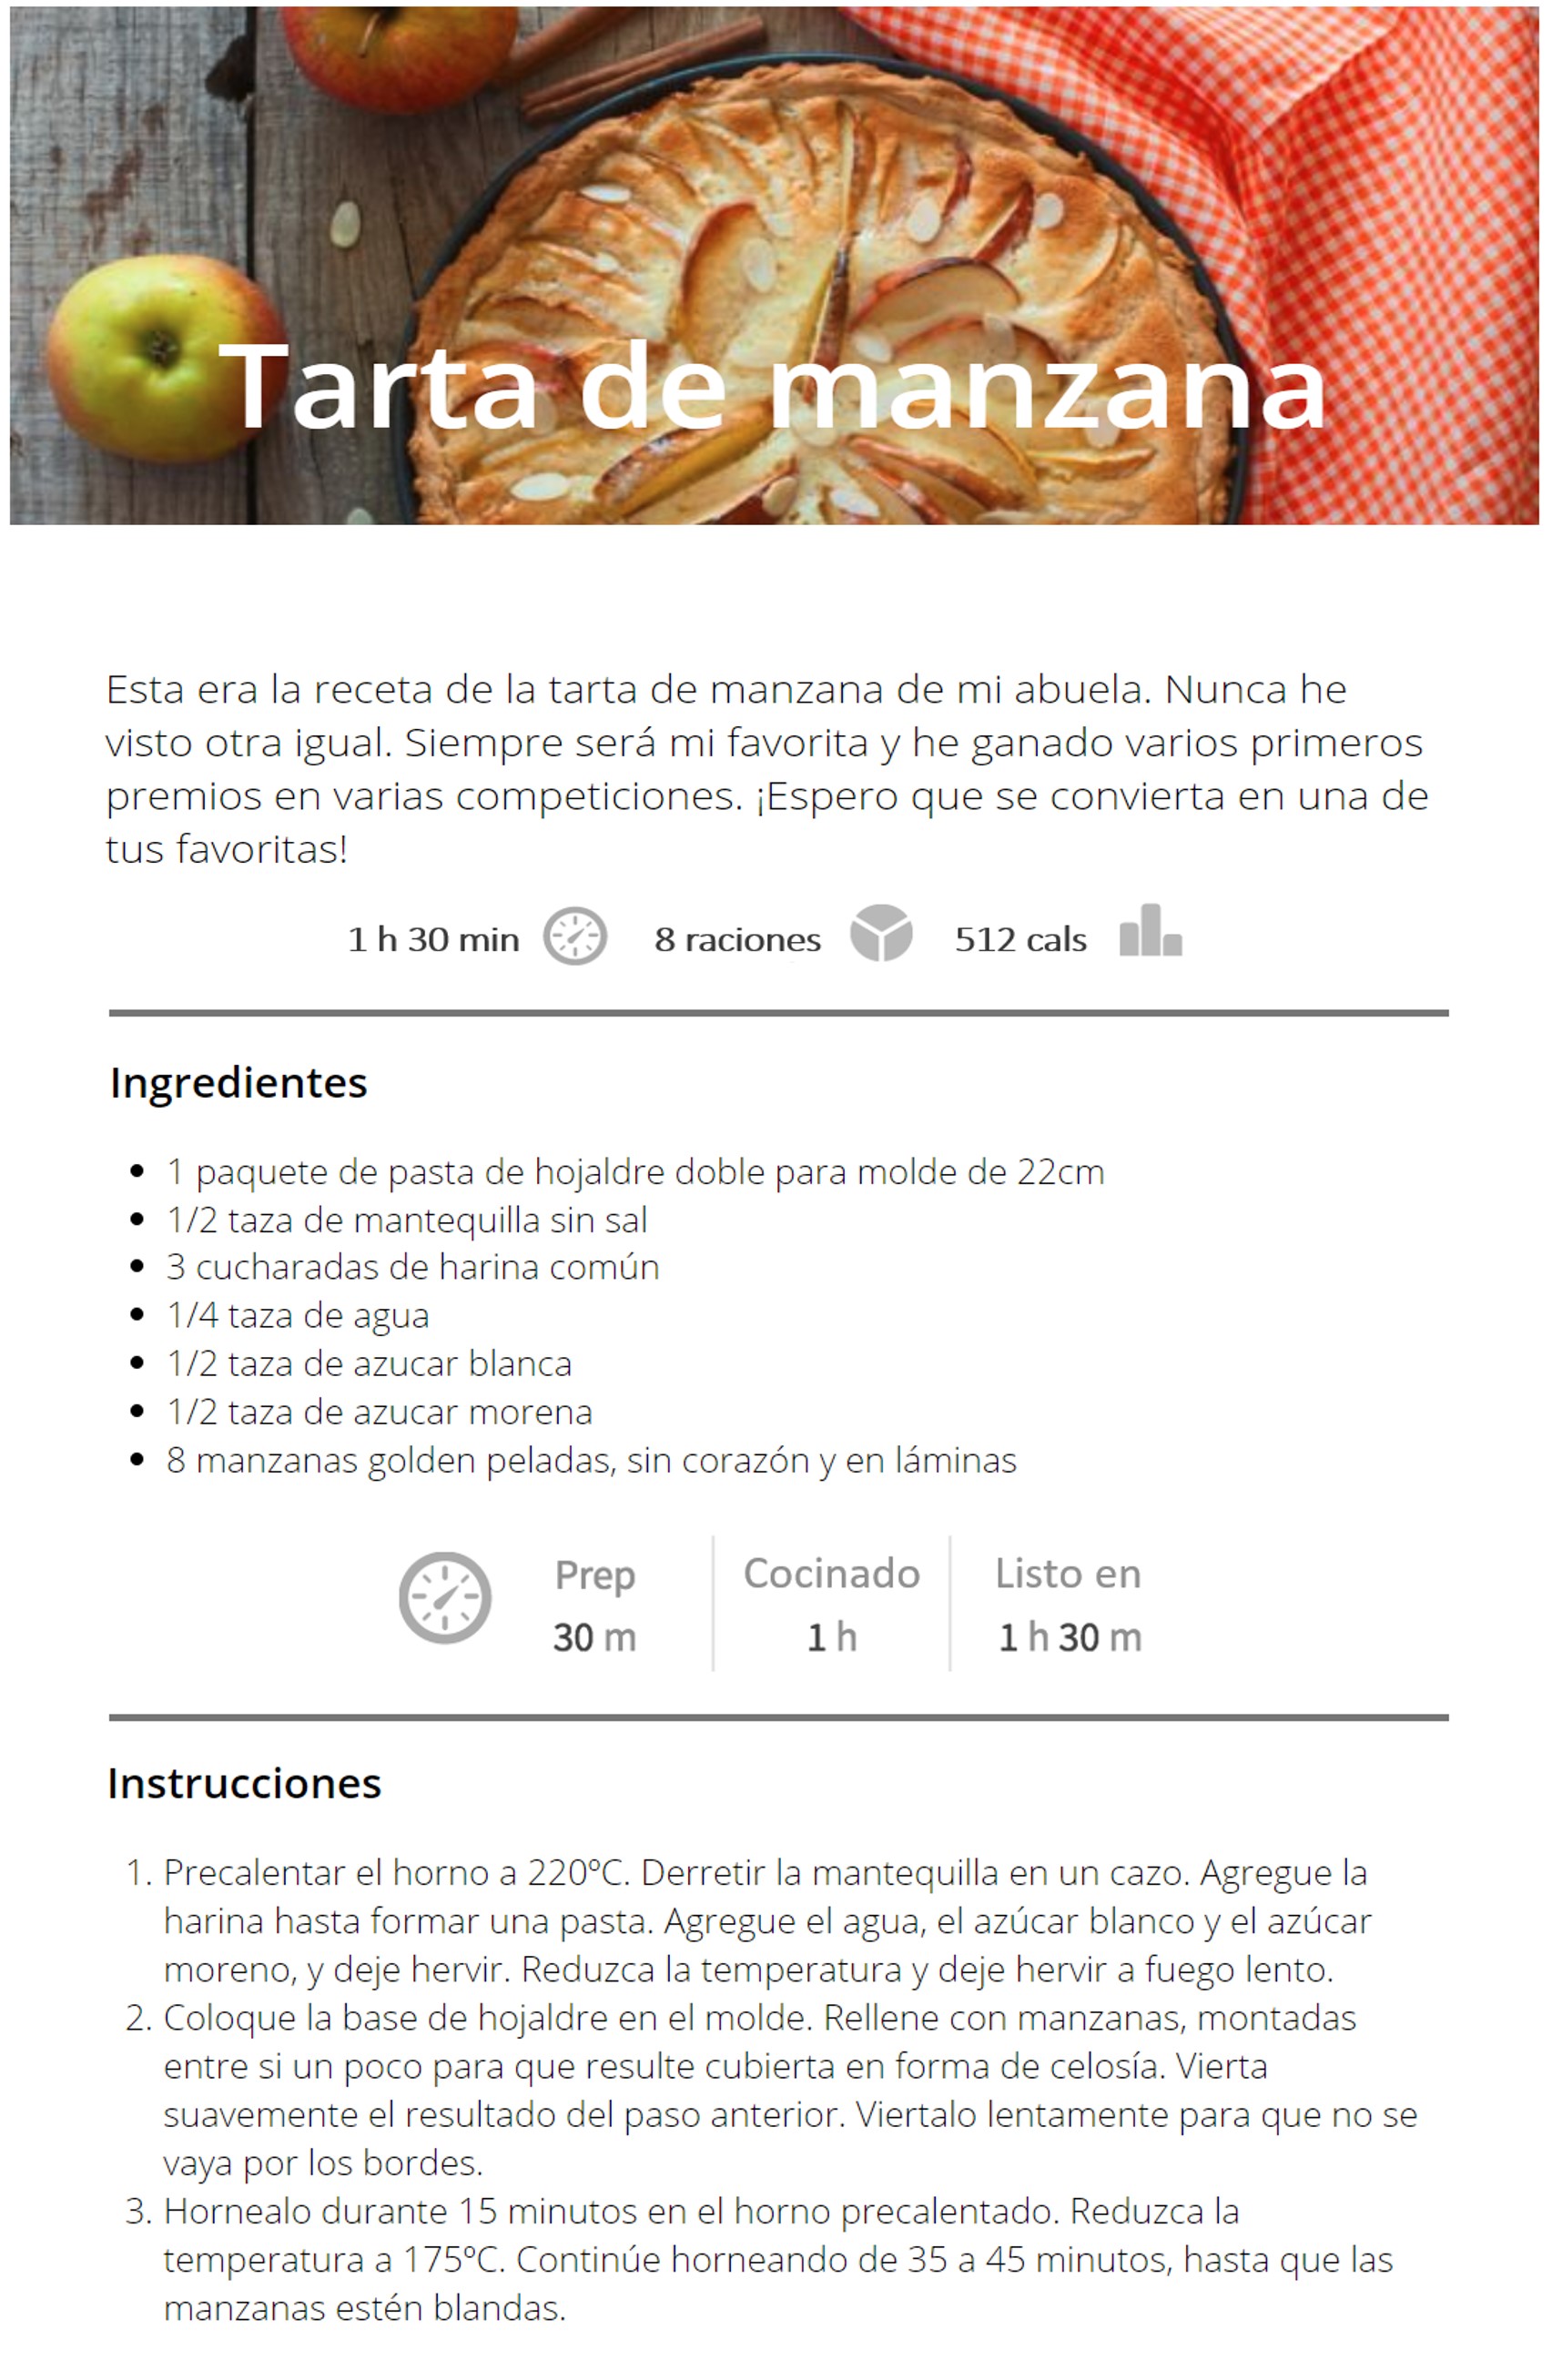 Tarta de manzana
Esta era la receta de la tarta de manzana de mi abuela. Nunca he
visto otra igual. Siempre será mi favorita y he ganado varios primeros
premios en varias competiciones. ¡Espero que se convierta en una de
tus favoritas!
1 h 30 min 8 raciones 512 cals
Ingredientes
• 1 paquete de pasta de hojaldre doble para molde de 22cm
• 1/2 taza de mantequilla sin sal
• 3 cucharadas de harina común
• 1/4 taza de agua
• 1/2 taza de azucar blanca
• 1/2 taza de azucar morena
• 8 manzanas golden peladas, sin corazón y en láminas
Prep Cocinado Listo en
30 m 1 h 1 h 30 m
Instrucciones
1. Precalentar el horno a 220ºC. Derretir la mantequilla en un cazo. Agregue la
harina hasta formar una pasta. Agregue el agua, el azúcar blanco y el azúcar
moreno, y deje hervir. Reduzca la temperatura y deje hervir a fuego lento.
2. Coloque la base de hojaldre en el molde. Rellene con manzanas, montadas
entre si un poco para que resulte cubierta en forma de celosía. Vierta
suavemente el resultado del paso anterior. Viertalo lentamente para que no se
vaya por los bordes.
3. Hornealo durante 15 minutos en el horno precalentado. Reduzca la
temperatura a 175ºC. Continúe horneando de 35 a 45 minutos, hasta que las
manzanas estén blandas.